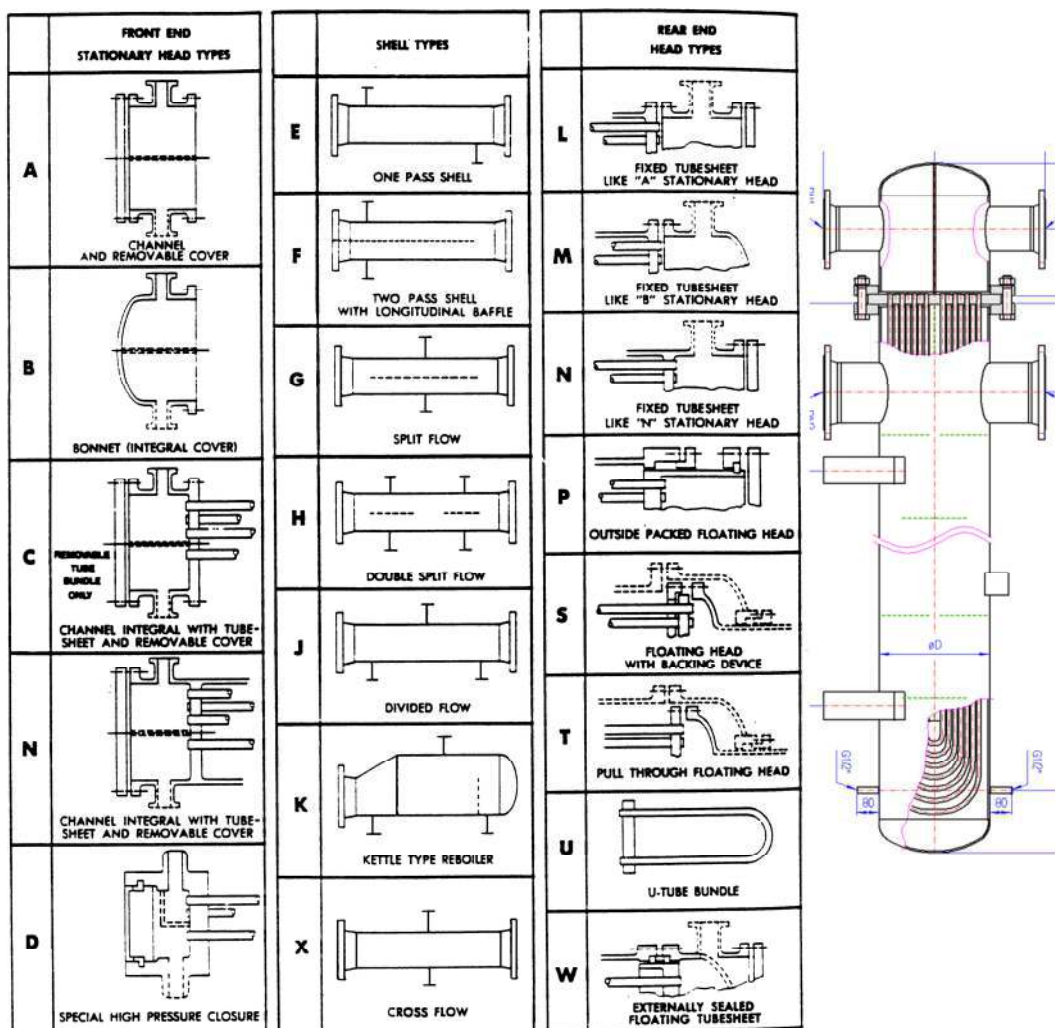 FRONT END
STATIONARY HEAD TYPES
A
CHANNEL
AND REMOVABLE COVER
B
BONNET (INTEGRAL COVER)
C
REMOVABLE
TUBE
BUNDLE
ONLY
CHANNEL INTEGRAL WITH TUBE-
SHEET AND REMOVABLE COVER
N
CHANNEL INTEGRAL WITH TUBE-
SHEET AND REMOVABLE COVER
D
SPECIAL HIGH PRESSURE CLOSURE
SHELL TYPES
E
ONE PASS SHELL
F
TWO PASS SHELL
WITH LONGITUDINAL BAFFLE
G
SPLIT FLOW
H
DOUBLE SPLIT FLOW
J
DIVIDED FLOW
K
KETTLE TYPE REBOILER
X
CROSS FLOW
REAR END
HEAD TYPES
L
FIXED TUBESHEET
LIKE "A" STATIONARY HEAD
M
FIXED TUBESHEET
LIKE "B" STATIONARY HEAD
N
FIXED TUBESHEET
LIKE "N" STATIONARY HEAD
P
OUTSIDE PACKED FLOATING HEAD
S
FLOATING HEAD
WITH BACKING DEVICE
T
PULL THROUGH FLOATING HEAD
U
U-TUBE BUNDLE
W
EXTERNALLY SEALED
FLOATING TUBESHEET
øD
G1/2"
G1/2"
80
80